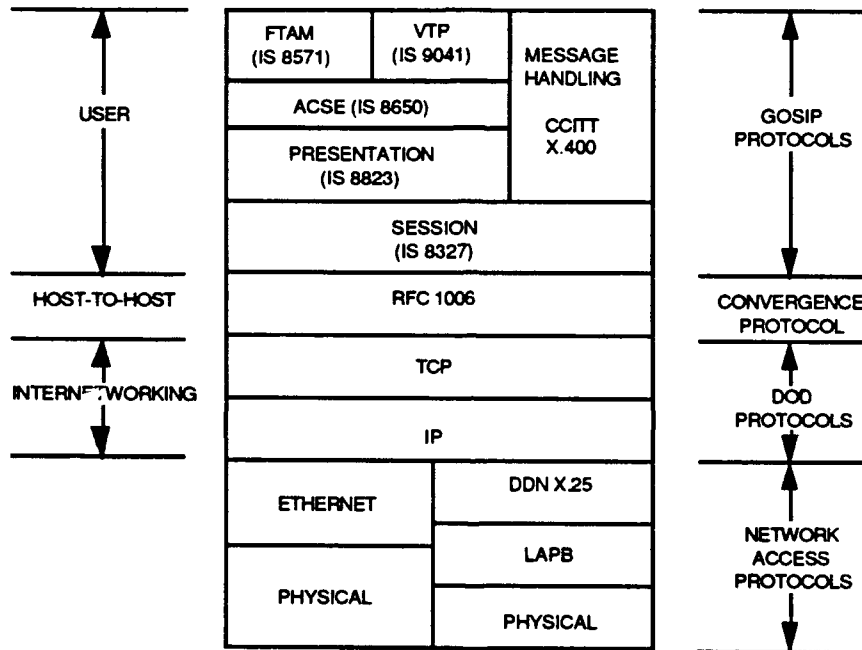 FTAM
(IS 8571)
VTP
(IS 9041)
MESSAGE
HANDLING
CCITT
X.400
ACSE (IS 8650)
PRESENTATION
(IS 8823)
SESSION
(IS 8327)
RFC 1006
TCP
IP
ETHERNET
PHYSICAL
DDN X.25
LAPB
PHYSICAL
USER
HOST-TO-HOST
INTERNETWORKING
GOSIP
PROTOCOLS
CONVERGENCE
PROTOCOL
DOD
PROTOCOLS
NETWORK
ACCESS
PROTOCOLS